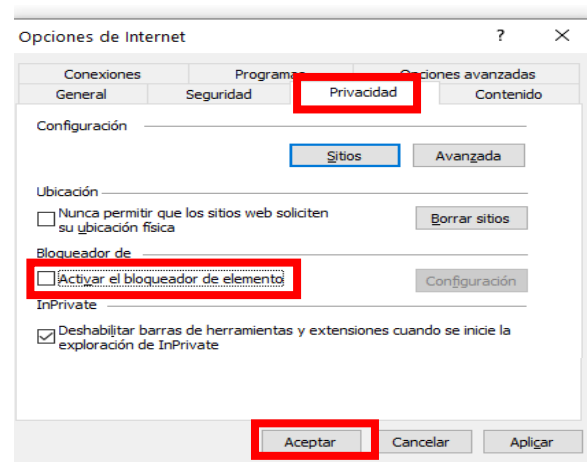 Opciones de Internet ? ×
Conexiones Programas Opciones avanzadas
General Seguridad Privacidad Contenido
Configuración
Sitios Avanzada
Ubicación
Nunca permitir que los sitios web soliciten
su ubicación física
Borrar sitios
Bloqueador de
Activar el bloqueador de elemento
Configuración
InPrivate
Deshabilitar barras de herramientas y extensiones cuando se inicie la
exploración de InPrivate
Aceptar Cancelar Aplicar